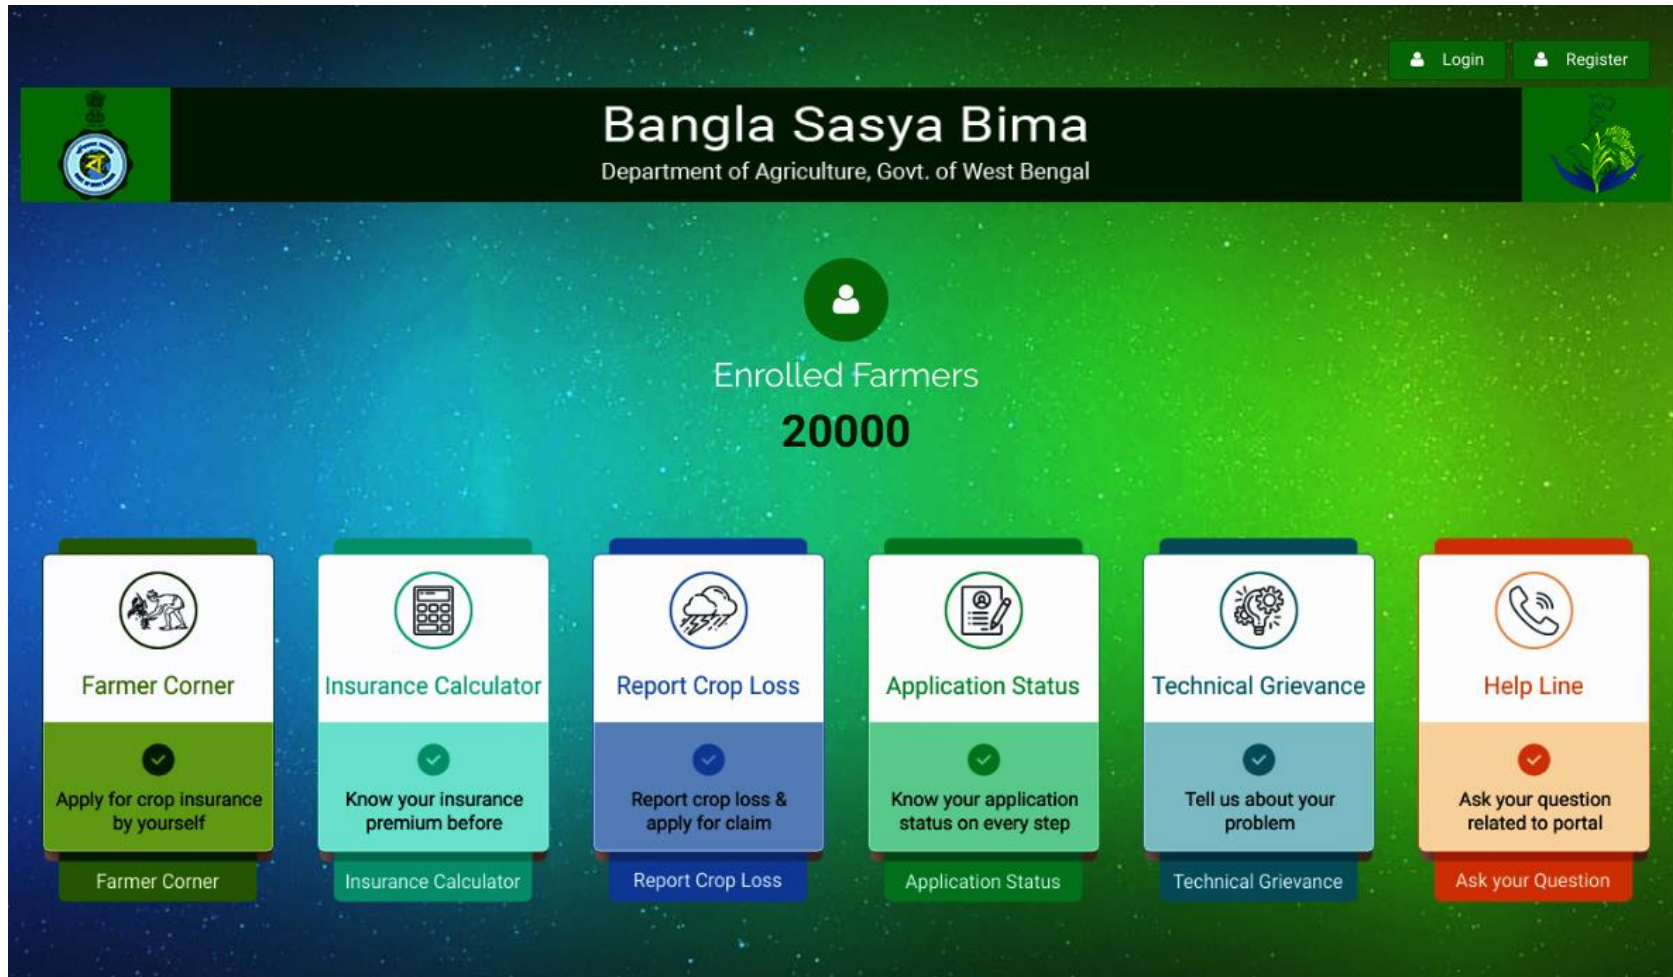 Login
Register
Bangla Sasya Bima
Department of Agriculture, Govt. of West Bengal
Enrolled Farmers
20000
Farmer Corner
Apply for crop insurance
by yourself
Farmer Corner
Insurance Calculator
Know your insurance
premium before
Insurance Calculator
Report Crop Loss
Report crop loss &
apply for claim
Report Crop Loss
Application Status
Know your application
status on every step
Application Status
Technical Grievance
Tell us about your
problem
Technical Grievance
Help Line
Ask your question
related to portal
Ask your Question